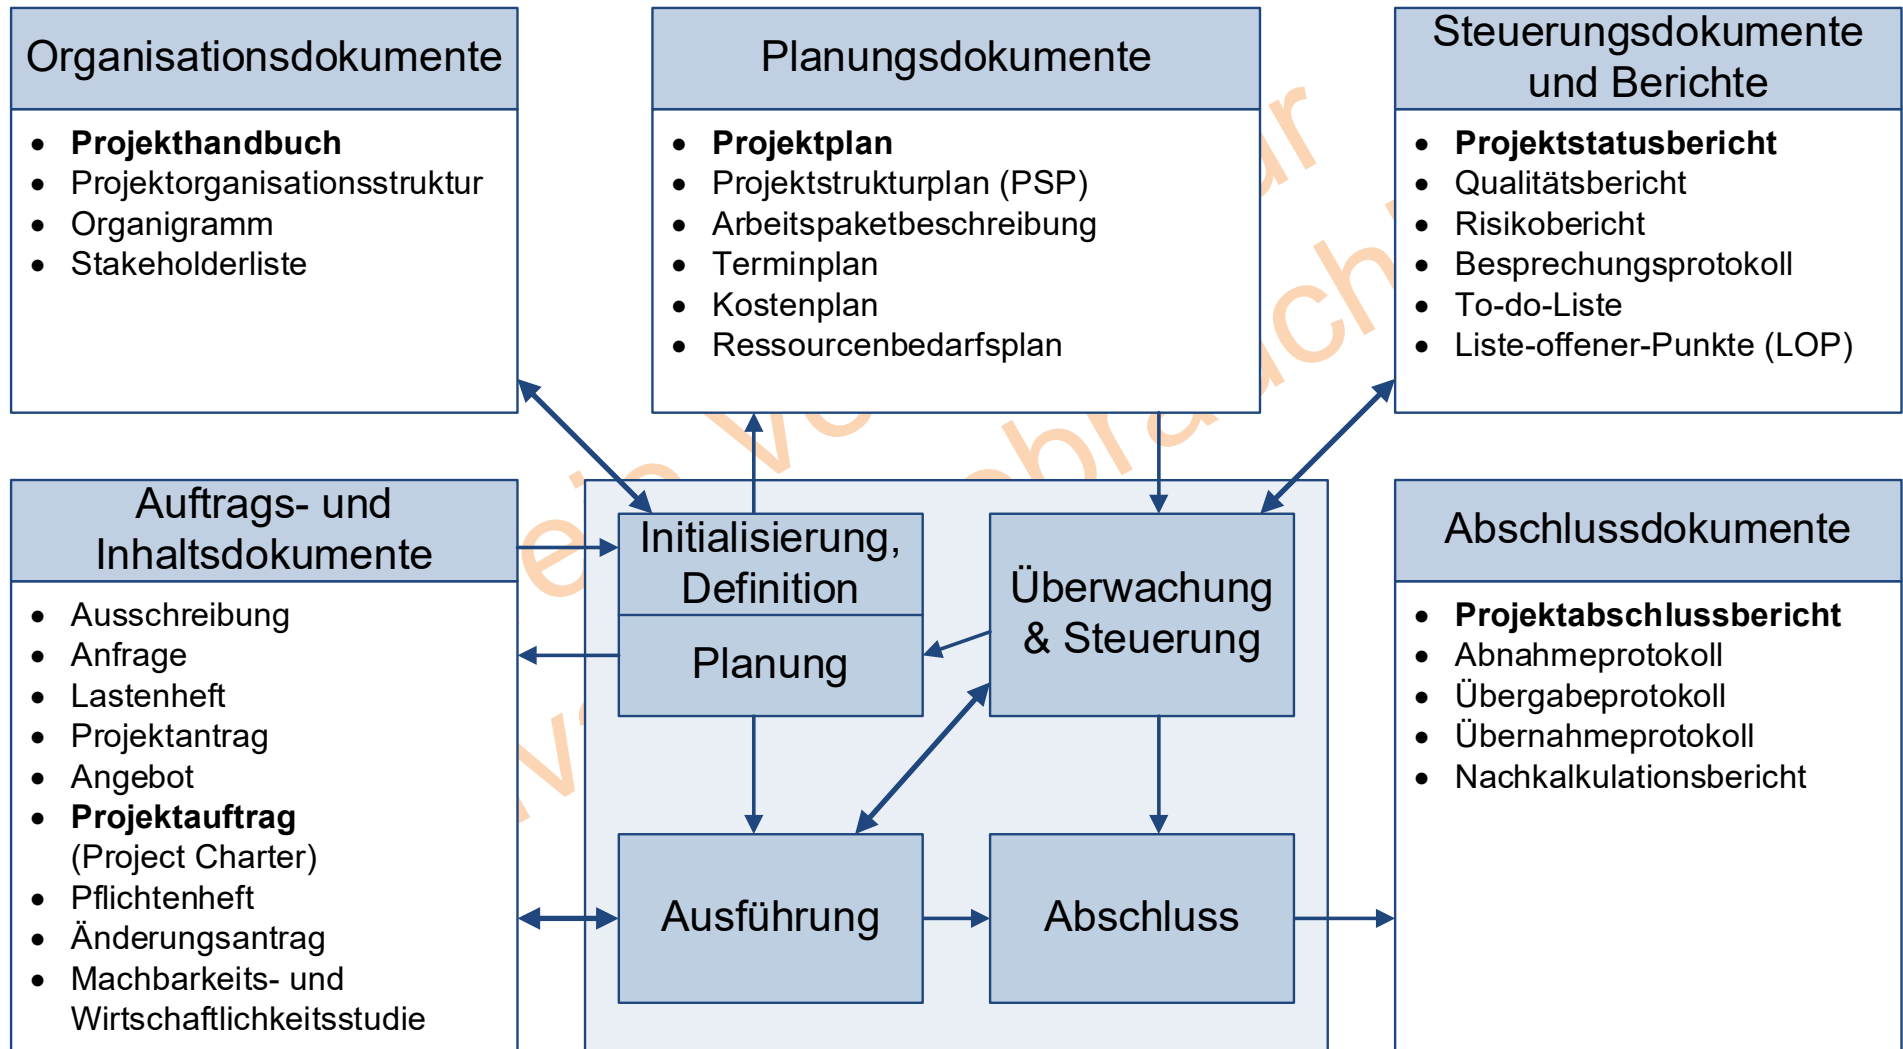 Organisationsdokumente
• Projekthandbuch
• Projektorganisationsstruktur
• Organigramm
• Stakeholderliste
Planungsdokumente
• Projektplan
• Projektstrukturplan (PSP)
• Arbeitspaketbeschreibung
• Terminplan
• Kostenplan
• Ressourcenbedarfsplan
Steuerungsdokumente
und Berichte
• Projektstatusbericht
• Qualitätsbericht
• Risikobericht
• Besprechungsprotokoll
• To-do-Liste
• Liste-offener-Punkte (LOP)
Auftrags- und
Inhaltsdokumente
• Ausschreibung
• Anfrage
• Lastenheft
• Projektantrag
• Angebot
• Projektauftrag
(Project Charter)
• Pflichtenheft
• Änderungsantrag
• Machbarkeits- und
Wirtschaftlichkeitsstudie
Initialisierung,
Definition
Planung
Überwachung
& Steuerung
Ausführung
Abschluss
Abschlussdokumente
• Projektabschlussbericht
• Abnahmeprotokoll
• Übergabeprotokoll
• Übernahmeprotokoll
• Nachkalkulationsbericht